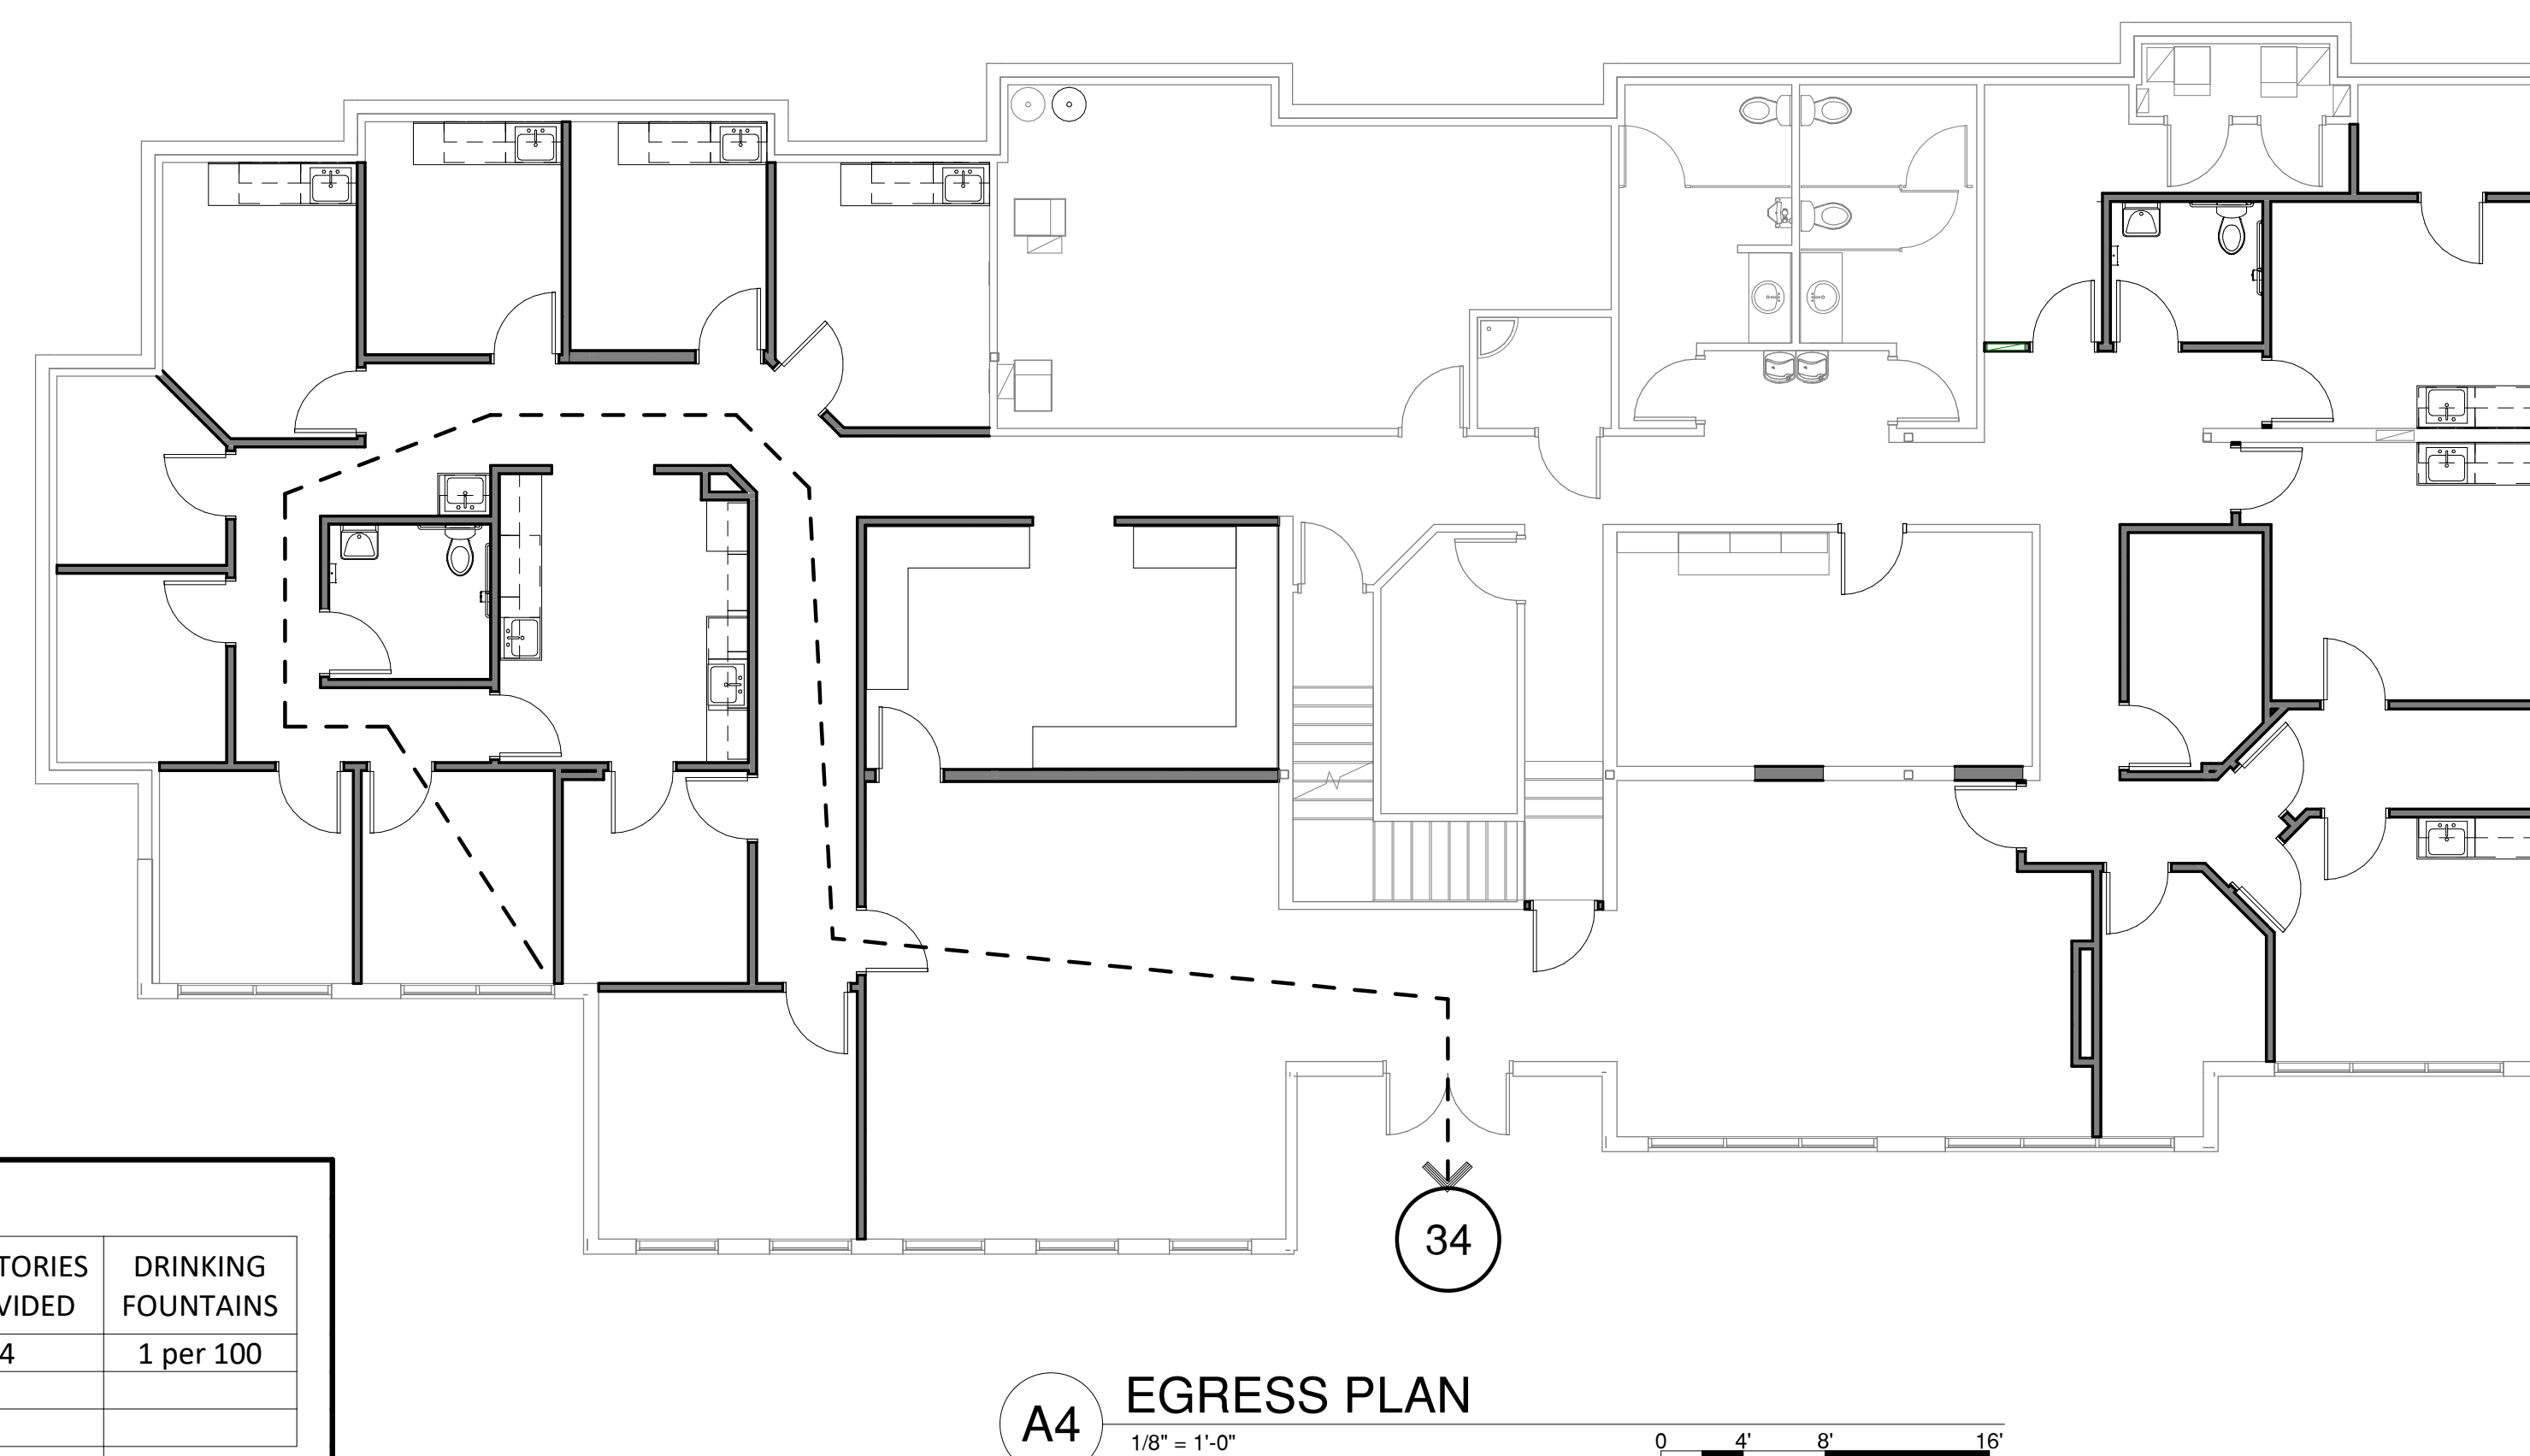 34
TORIES
VIDED
DRINKING
FOUNTAINS
4
1 per 100
A4
EGRESS PLAN
1/8" = 1'-0"
0 4' 8' 16'